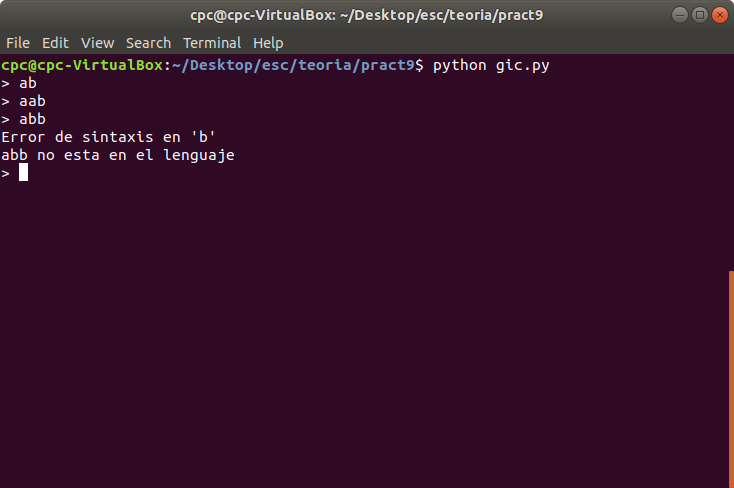 cpc@cpc-VirtualBox: ~/Desktop/esc/teoria/pract9
File Edit View Search Terminal Help
cpc@cpc-VirtualBox:~/Desktop/esc/teoria/pract9$ python gic.py
> ab
> aab
> abb
Error de sintaxis en 'b'
abb no esta en el lenguaje
>